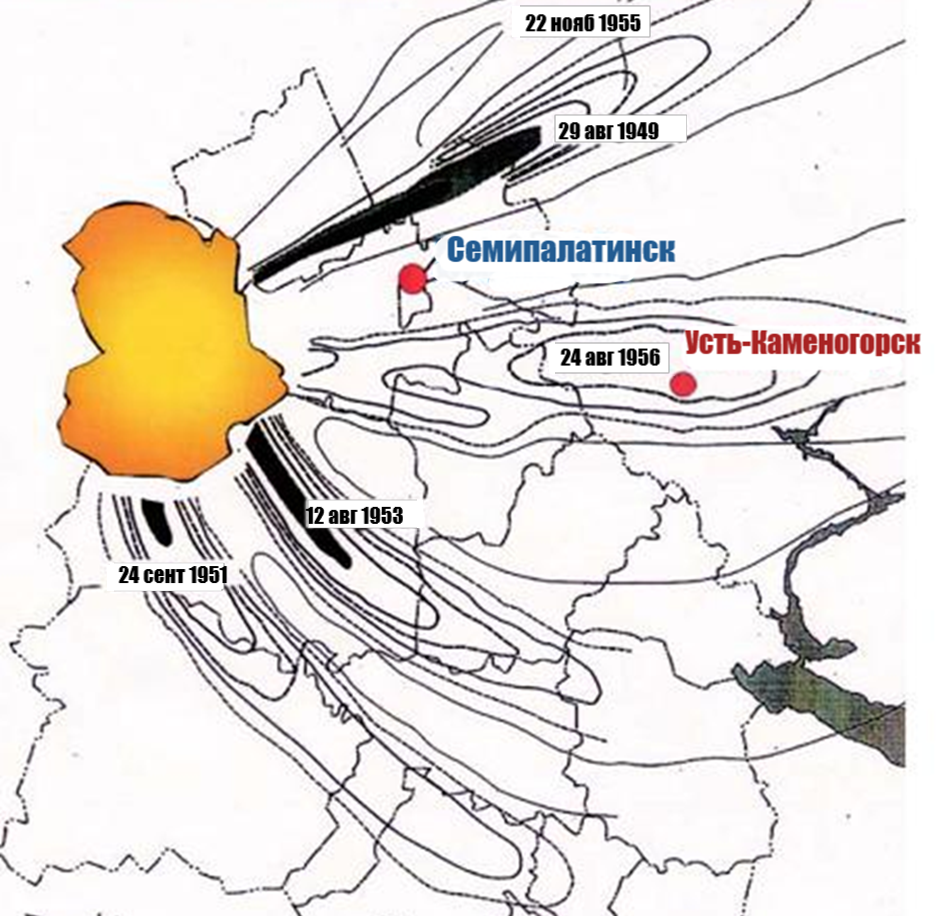 22 нояб 1955
29 авг 1949
Семипалатинск
Усть-Каменогорск
24 авг 1956
12 авг 1953
24 сент 1951